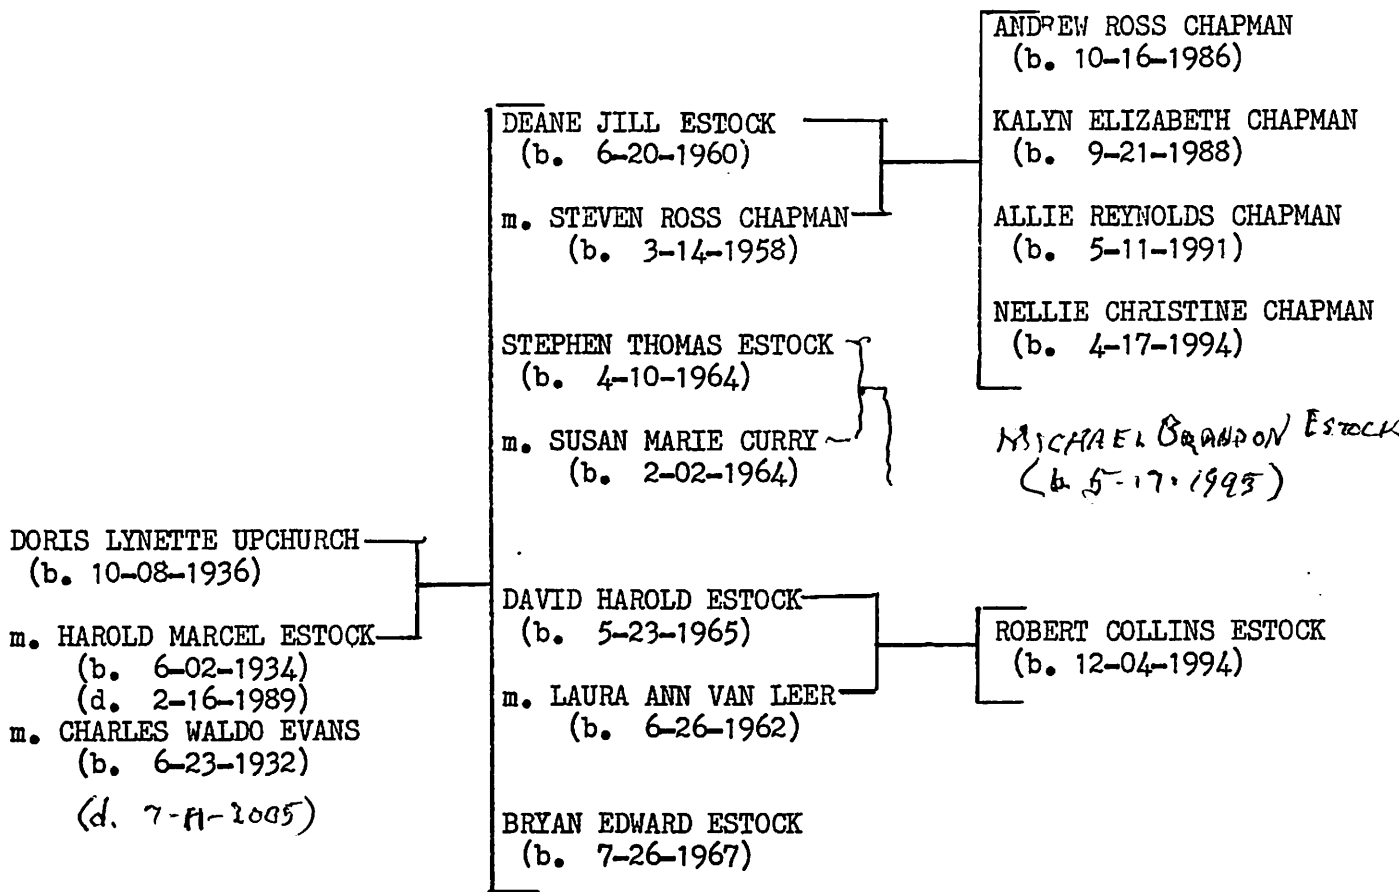 DORIS LYNETTE UPCHURCH
(b. 10-08-1936)
m. HAROLD MARCEL ESTOCK
(b. 6-02-1934)
(d. 2-16-1989)
m. CHARLES WALDO EVANS
(b. 6-23-1932)
(d.
DEANE JILL ESTOCK
(b. 6-20-1960)
m. STEVEN ROSS CHAPMAN
(b. 3-14-1958)
STEPHEN THOMAS ESTOCK
(b. 4-10-1964)
m. SUSAN MARIE CURRY
(b. 2-02-1964)
DAVID HAROLD ESTOCK
(b. 5-23-1965)
m. LAURA ANN VAN LEER
(b. 6-26-1962)
BRYAN EDWARD ESTOCK
(b. 7-26-1967)
ANDREW ROSS CHAPMAN
(b. 10-16-1986)
KALYN ELIZABETH CHAPMAN
(b. 9-21-1988)
ALLIE REYNOLDS CHAPMAN
(b. 5-11-1991)
NELLIE CHRISTINE CHAPMAN
(b. 4-17-1994)
MICHAEL BRANDON ESTOCK
(b.
ROBERT COLLINS ESTOCK
(b. 12-04-1994)